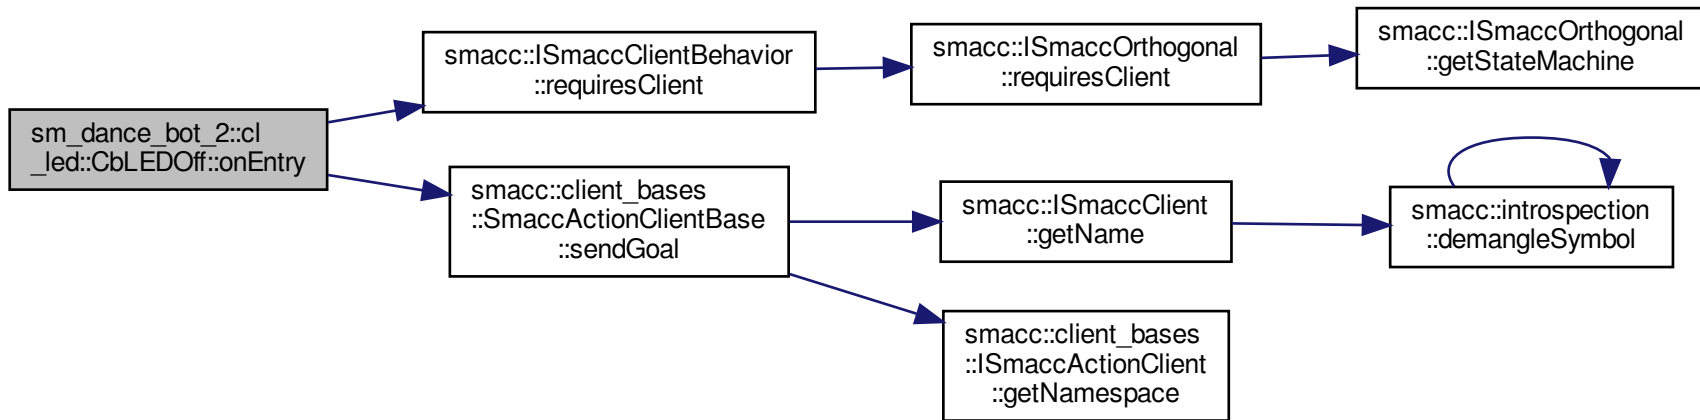 sm_dance_bot_2::cl
_led::CbLEDOff::onEntry
smacc::ISmaccClientBehavior
::requiresClient
smacc::ISmaccOrthogonal
::requiresClient
smacc::ISmaccOrthogonal
::getStateMachine
smacc::client_bases
::SmaccActionClientBase
::sendGoal
smacc::ISmaccClient
::getName
smacc::introspection
::demangleSymbol
smacc::client_bases
::ISmaccActionClient
::getNamespace